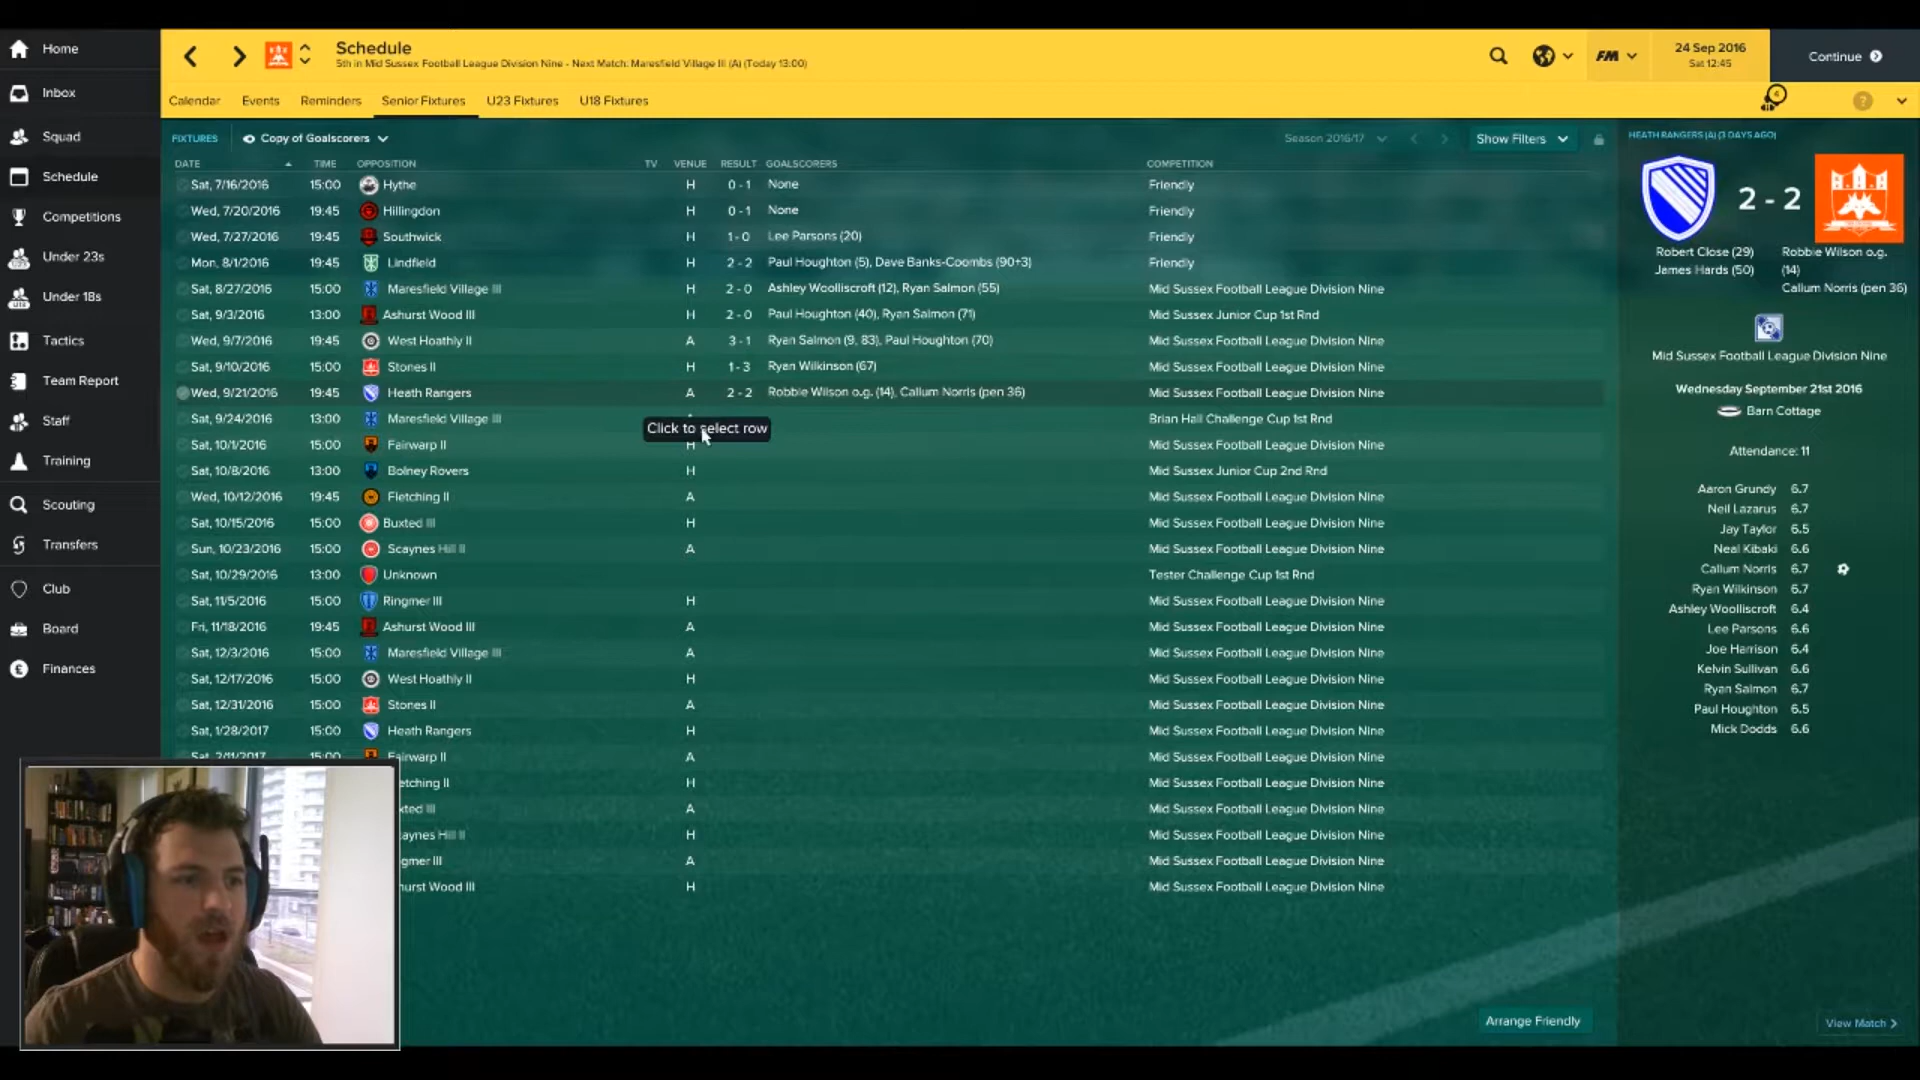 Home
Inbox
Squad
Schedule
Competitions
Under 23s
Under 18s
Tactics
Team Report
Staff
Training
Scouting
Transfers
Club
Board
Finances
Schedule
5th in Mid Sussex Football League Division Nine - Next Match: Maresfield Village III (A) (Today 13:00)
FM
24 Sep 2016
Sat 12:45
Continue
Calendar Events Reminders Senior Fixtures U23 Fixtures U18 Fixtures
FIXTURES Copy of Goalscorers Season 2016/17 Show Filters
DATE TIME OPPOSITION TV VENUE RESULT GOALSCORERS COMPETITION
Sat, 7/16/2016 15:00 Hythe H 0 - 1 None Friendly
Wed, 7/20/2016 19:45 Hillingdon H 0 - 1 None Friendly
Wed, 7/27/2016 19:45 Southwick H 1 - 0 Lee Parsons (20) Friendly
Mon, 8/1/2016 19:45 Lindfield H 2 - 2 Paul Houghton (5), Dave Banks-Coombs (90+3) Friendly
Sat, 8/27/2016 15:00 Maresfield Village III H 2 - 0 Ashley Woolliscroft (12), Ryan Salmon (55) Mid Sussex Football League Division Nine
Sat, 9/3/2016 13:00 Ashurst Wood III H 2 - 0 Paul Houghton (40), Ryan Salmon (71) Mid Sussex Junior Cup 1st Rnd
Wed, 9/7/2016 19:45 West Hoathly II A 3 - 1 Ryan Salmon (9, 83), Paul Houghton (70) Mid Sussex Football League Division Nine
Sat, 9/10/2016 15:00 Stones II H 1 - 3 Ryan Wilkinson (67) Mid Sussex Football League Division Nine
Wed, 9/21/2016 19:45 Heath Rangers A 2 - 2 Robbie Wilson o.g. (14), Callum Norris (pen 36) Mid Sussex Football League Division Nine
Sat, 9/24/2016 13:00 Maresfield Village III Brian Hall Challenge Cup 1st Rnd
Click to select row
Sat, 10/1/2016 15:00 Fairwarp II H Mid Sussex Football League Division Nine
Sat, 10/8/2016 13:00 Bolney Rovers H Mid Sussex Junior Cup 2nd Rnd
Wed, 10/12/2016 19:45 Fletching II A Mid Sussex Football League Division Nine
Sat, 10/15/2016 15:00 Buxted III H Mid Sussex Football League Division Nine
Sun, 10/23/2016 15:00 Scaynes Hill II A Mid Sussex Football League Division Nine
Sat, 10/29/2016 13:00 Unknown Tester Challenge Cup 1st Rnd
Sat, 11/5/2016 15:00 Ringmer III H Mid Sussex Football League Division Nine
Fri, 11/18/2016 19:45 Ashurst Wood III A Mid Sussex Football League Division Nine
Sat, 12/3/2016 15:00 Maresfield Village III A Mid Sussex Football League Division Nine
Sat, 12/17/2016 15:00 West Hoathly II H Mid Sussex Football League Division Nine
Sat, 12/31/2016 15:00 Stones II A Mid Sussex Football League Division Nine
Sat, 1/28/2017 15:00 Heath Rangers H Mid Sussex Football League Division Nine
Sat, 2/11/2017 15:00 Fairwarp II A Mid Sussex Football League Division Nine
etching II H Mid Sussex Football League Division Nine
xted III A Mid Sussex Football League Division Nine
caynes Hill II H Mid Sussex Football League Division Nine
gmer III A Mid Sussex Football League Division Nine
hurst Wood III H Mid Sussex Football League Division Nine
Arrange Friendly
HEATH RANGERS (A) (3 DAYS AGO)
2 - 2
Robert Close (29)
James Hards (50)
Robbie Wilson o.g.
(14)
Callum Norris (pen 36)
Mid Sussex Football League Division Nine
Wednesday September 21st 2016
Barn Cottage
Attendance: 11
Aaron Grundy 6.7
Neil Lazarus 6.7
Jay Taylor 6.5
Neal Kibaki 6.6
Callum Norris 6.7
Ryan Wilkinson 6.7
Ashley Woolliscroft 6.4
Lee Parsons 6.6
Joe Harrison 6.4
Kelvin Sullivan 6.6
Ryan Salmon 6.7
Paul Houghton 6.5
Mick Dodds 6.6
View Match